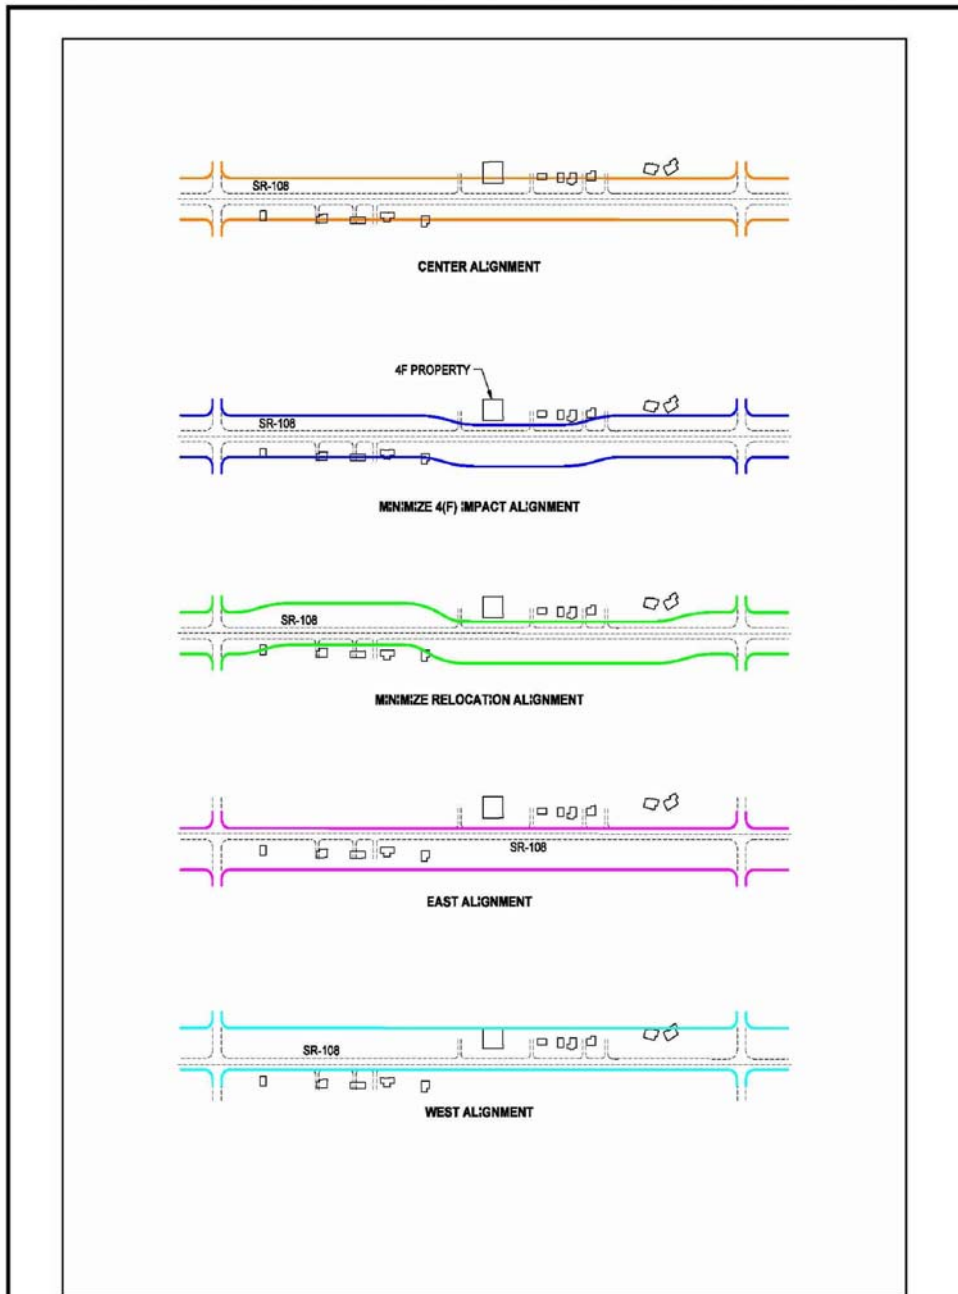 SR-108
CENTER ALIGNMENT
4F PROPERTY
SR-108
MINIMIZE 4(F) IMPACT ALIGNMENT
SR-108
MINIMIZE RELOCATION ALIGNMENT
SR-108
EAST ALIGNMENT
SR-108
WEST ALIGNMENT